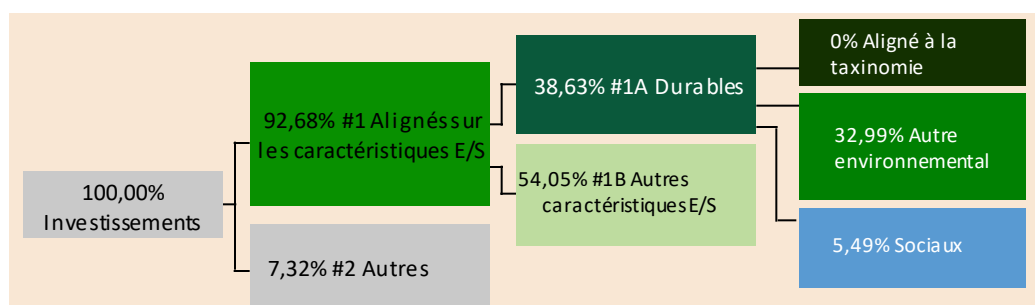 100,00%
Investissements
92,68% #1 Alignés sur
les caractéristiques E/S
7,32% #2 Autres
38,63% #1A Durables
54,05% #1B Autres
caractéristiques E/S
0% Aligné à la
taxinomie
32,99% Autre
environnemental
5,49% Sociaux